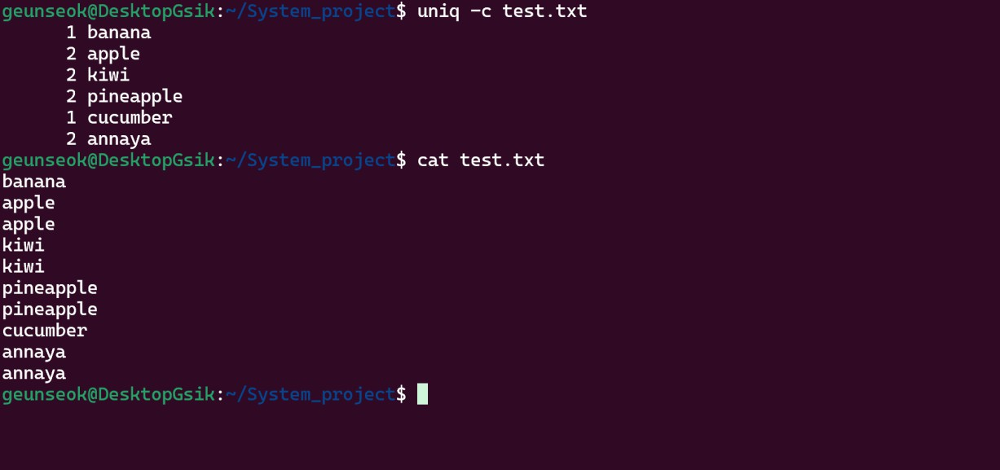 geunseok@DesktopGsik:~/System_project$ uniq -c test.txt
      1 banana
      2 apple
      2 kiwi
      2 pineapple
      1 cucumber
      2 annaya
geunseok@DesktopGsik:~/System_project$ cat test.txt
banana
apple
apple
kiwi
kiwi
pineapple
pineapple
cucumber
annaya
annaya
geunseok@DesktopGsik:~/System_project$